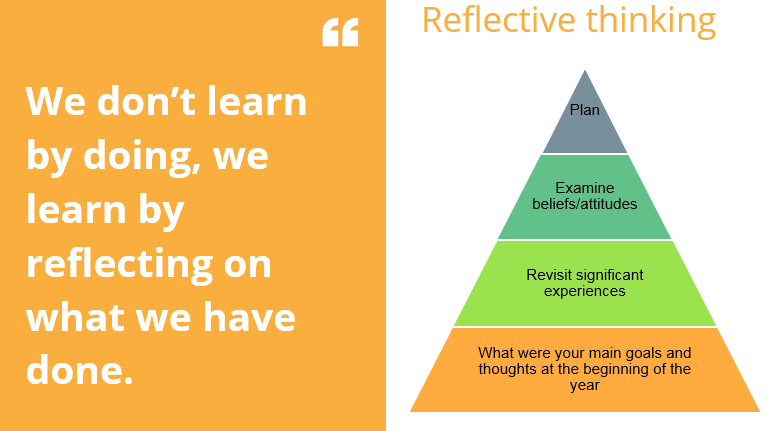 “
We don’t learn
by doing, we
learn by
reflecting on
what we have
done.
Reflective thinking
Plan
Examine
beliefs/attitudes
Revisit significant
experiences
What were your main goals and
thoughts at the beginning of the
year